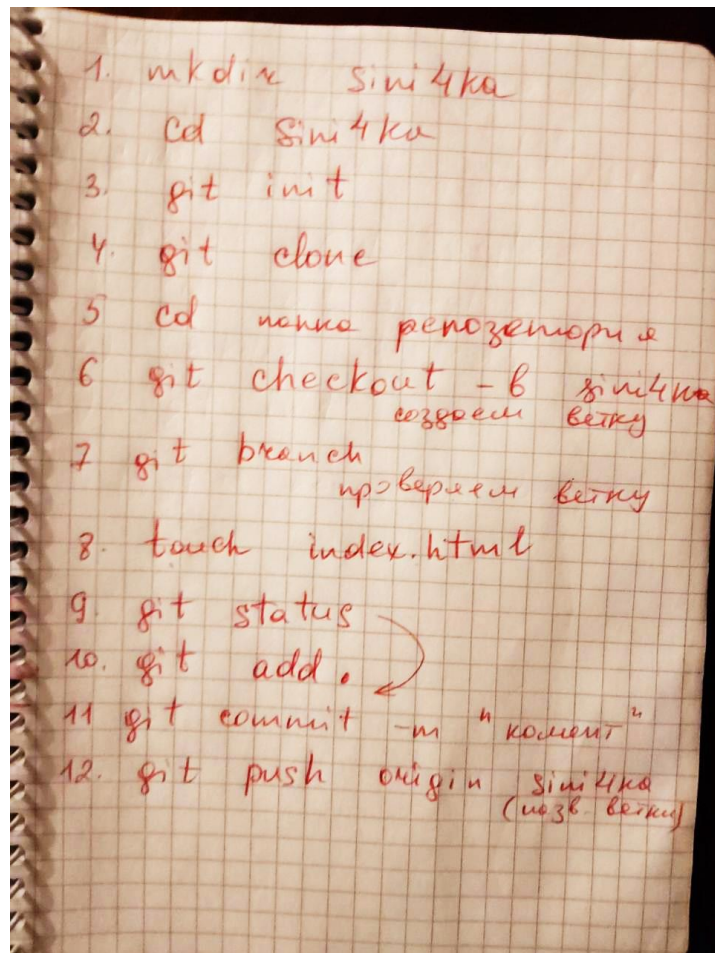 1. mkdir sini4ka
2. cd sini4ka
3. git init
4. git clone
5 cd папка репозетория
6 git checkout -b sini4ka
создаем ветку
7 git branch
проверяем ветку
8. touch index.html
9. git status
10. git add .
11 git commit -m "комент"
12. git push origin sini4ka
(назв. ветки)